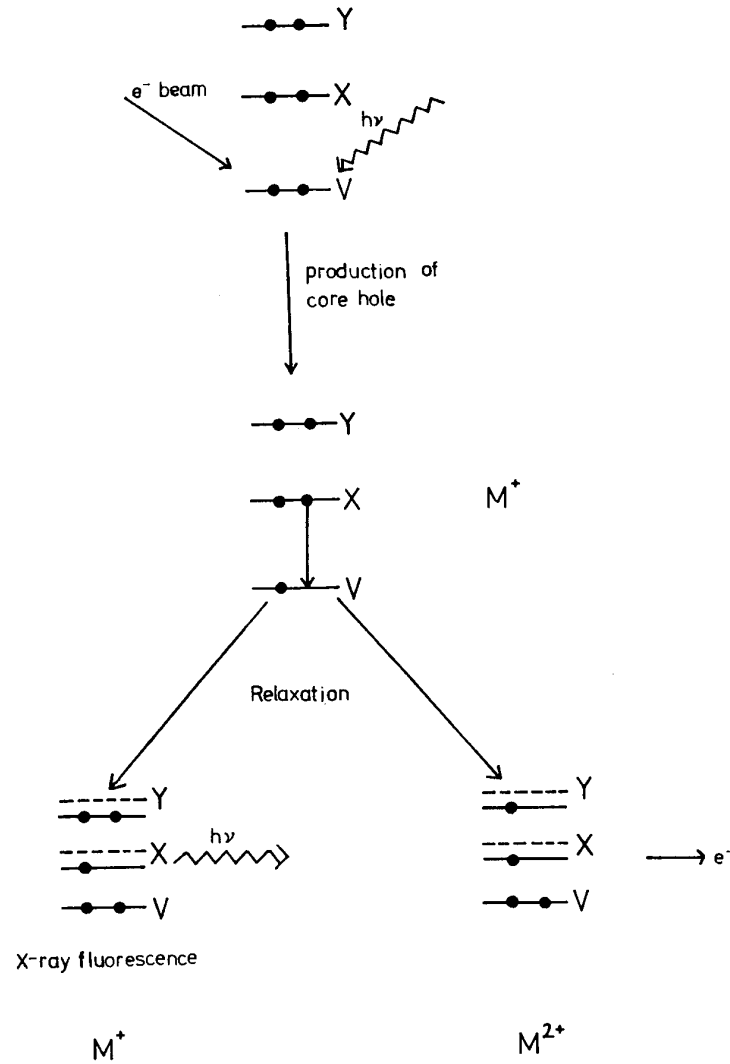 Y
e⁻ beam
X
hν
V
production of
core hole
Y
X
M⁺
V
Relaxation
Y
Y
hν
X
X
e⁻
V
V
X-ray fluorescence
M⁺
M²⁺